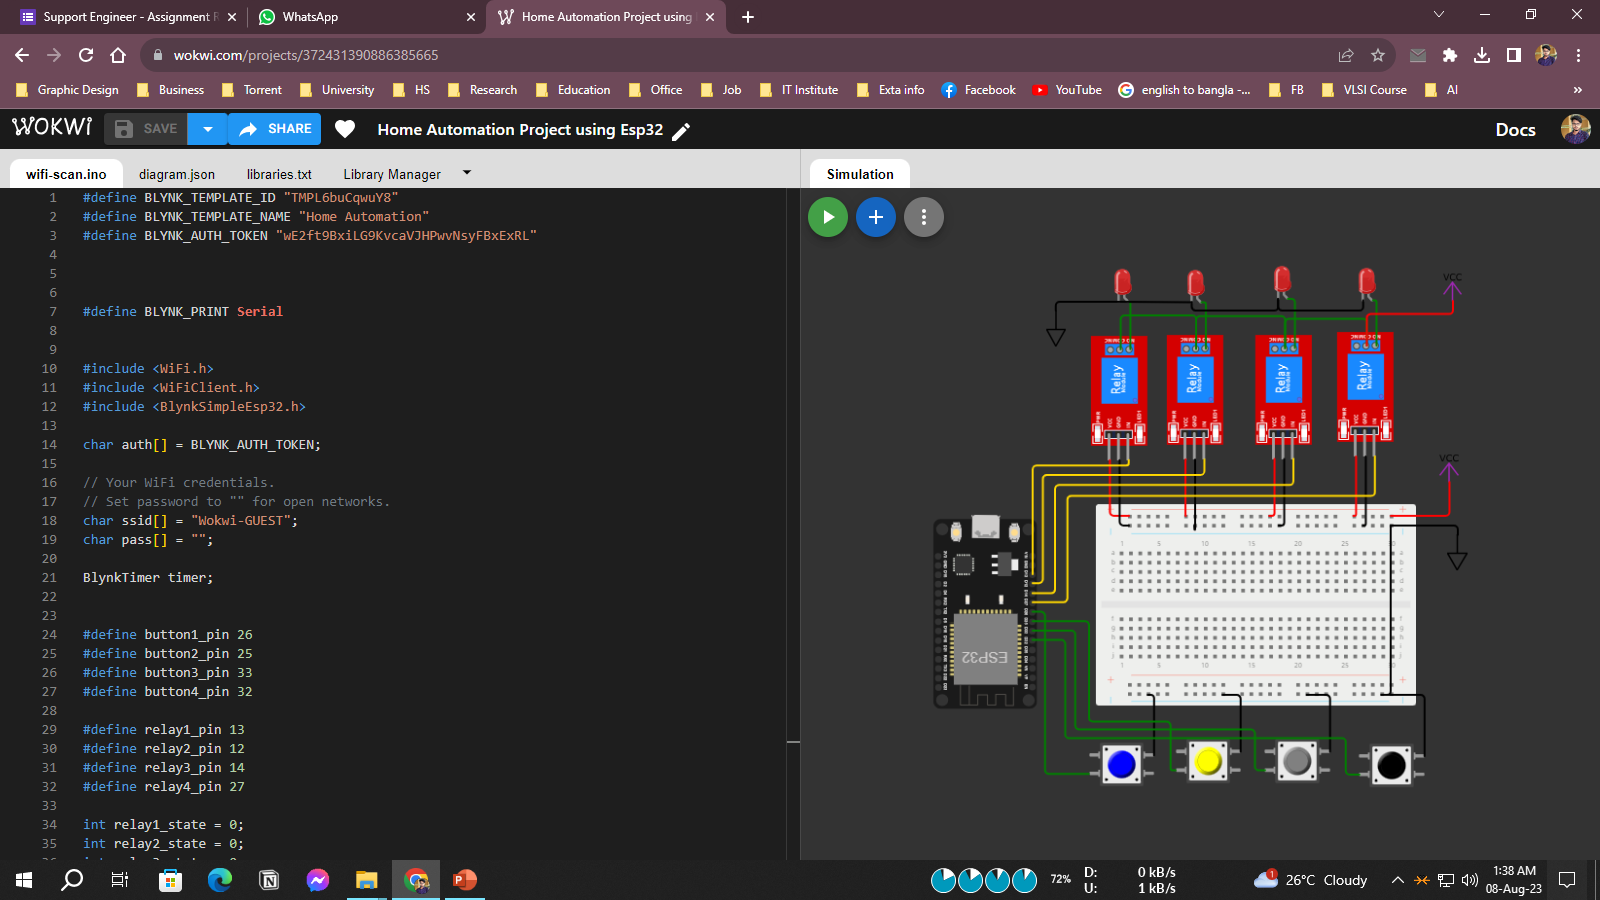 Support Engineer - Assignment R
WhatsApp
Home Automation Project using
wokwi.com/projects/372431390886385665
Graphic Design
Business
Torrent
University
HS
Research
Education
Office
Job
IT Institute
Exta info
Facebook
YouTube
english to bangla -...
FB
VLSI Course
AI
WOKWI
SAVE
SHARE
Home Automation Project using Esp32
Docs
wifi-scan.ino
diagram.json
libraries.txt
Library Manager
Simulation
1 #define BLYNK_TEMPLATE_ID "TMPL6buCqwuY8"
2 #define BLYNK_TEMPLATE_NAME "Home Automation"
3 #define BLYNK_AUTH_TOKEN "wE2ft9BxiLG9KvcaVJHPwvNsyFBxExRL"
4
5
6
7 #define BLYNK_PRINT Serial
8
9
10 #include <WiFi.h>
11 #include <WiFiClient.h>
12 #include <BlynkSimpleEsp32.h>
13
14 char auth[] = BLYNK_AUTH_TOKEN;
15
16 // Your WiFi credentials.
17 // Set password to "" for open networks.
18 char ssid[] = "Wokwi-GUEST";
19 char pass[] = "";
20
21 BlynkTimer timer;
22
23
24 #define button1_pin 26
25 #define button2_pin 25
26 #define button3_pin 33
27 #define button4_pin 32
28
29 #define relay1_pin 13
30 #define relay2_pin 12
31 #define relay3_pin 14
32 #define relay4_pin 27
33
34 int relay1_state = 0;
35 int relay2_state = 0;
VCC
Relay Module
Relay Module
Relay Module
Relay Module
VCC
ESP32
72%
D: 0 kB/s
U: 1 kB/s
1
26°C Cloudy
1:38 AM
08-Aug-23